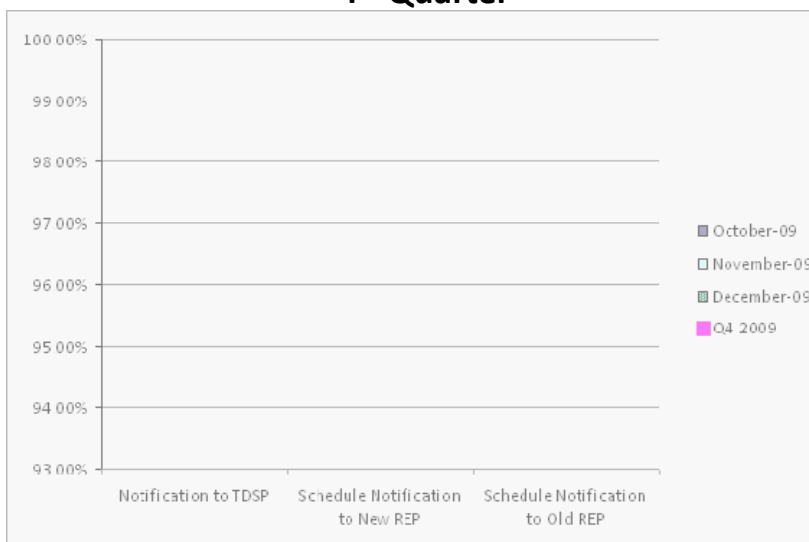 Quarter
100.00%
99.00%
98.00%
97.00%
96.00%
95.00%
94.00%
93.00%
October-09
November-09
December-09
Q4 2009
Notification to TDSP
Schedule Notification
to New REP
Schedule Notification
to Old REP